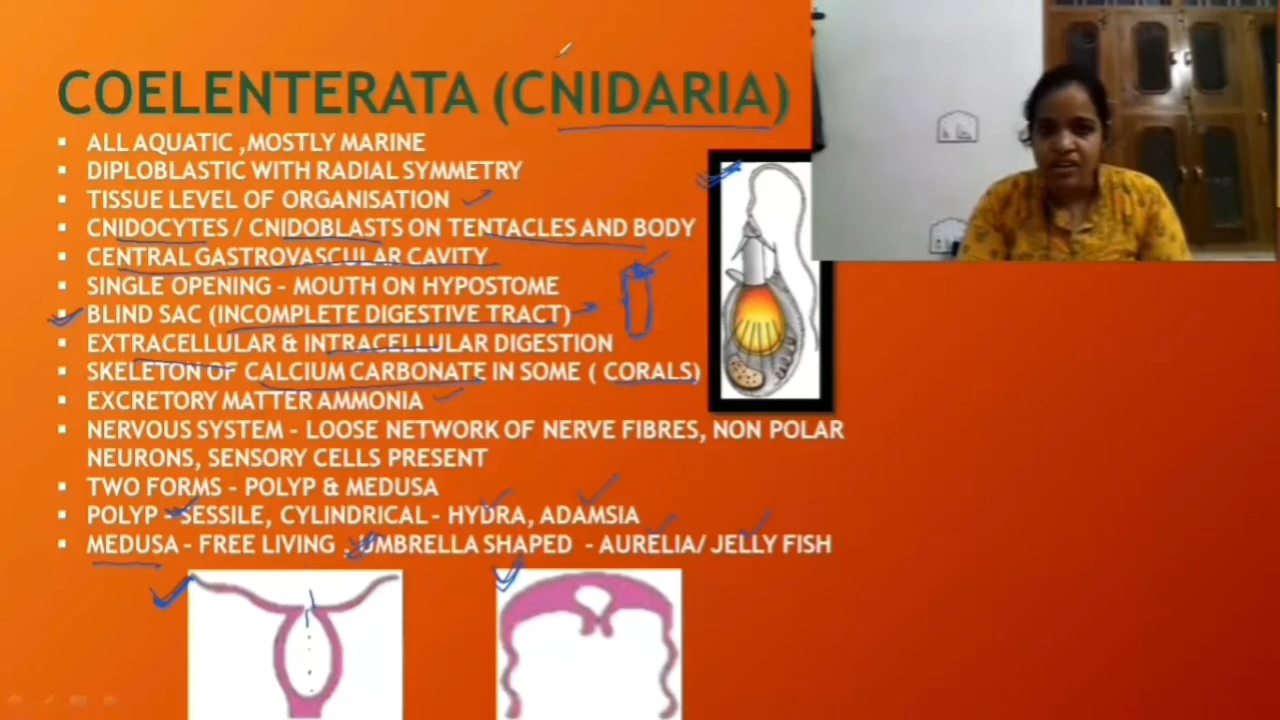 COELENTERATA (CNIDARIA)
ALL AQUATIC ,MOSTLY MARINE
DIPLOBLASTIC WITH RADIAL SYMMETRY
TISSUE LEVEL OF ORGANISATION
CNIDOCYTES / CNIDOBLASTS ON TENTACLES AND BODY
CENTRAL GASTROVASCULAR CAVITY
SINGLE OPENING - MOUTH ON HYPOSTOME
BLIND SAC (INCOMPLETE DIGESTIVE TRACT)
EXTRACELLULAR & INTRACELLULAR DIGESTION
SKELETON OF CALCIUM CARBONATE IN SOME ( CORALS)
EXCRETORY MATTER AMMONIA
NERVOUS SYSTEM - LOOSE NETWORK OF NERVE FIBRES, NON POLAR
NEURONS, SENSORY CELLS PRESENT
TWO FORMS - POLYP & MEDUSA
POLYP - SESSILE, CYLINDRICAL - HYDRA, ADAMSIA
MEDUSA - FREE LIVING , UMBRELLA SHAPED - AURELIA/ JELLY FISH